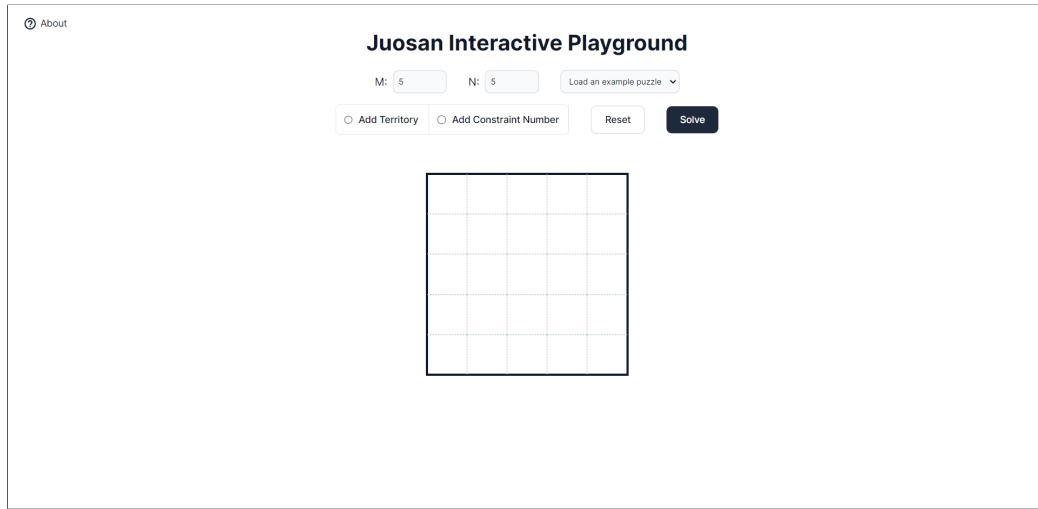 About
Juosan Interactive Playground
M: 5 N: 5 Load an example puzzle
Add Territory Add Constraint Number Reset Solve